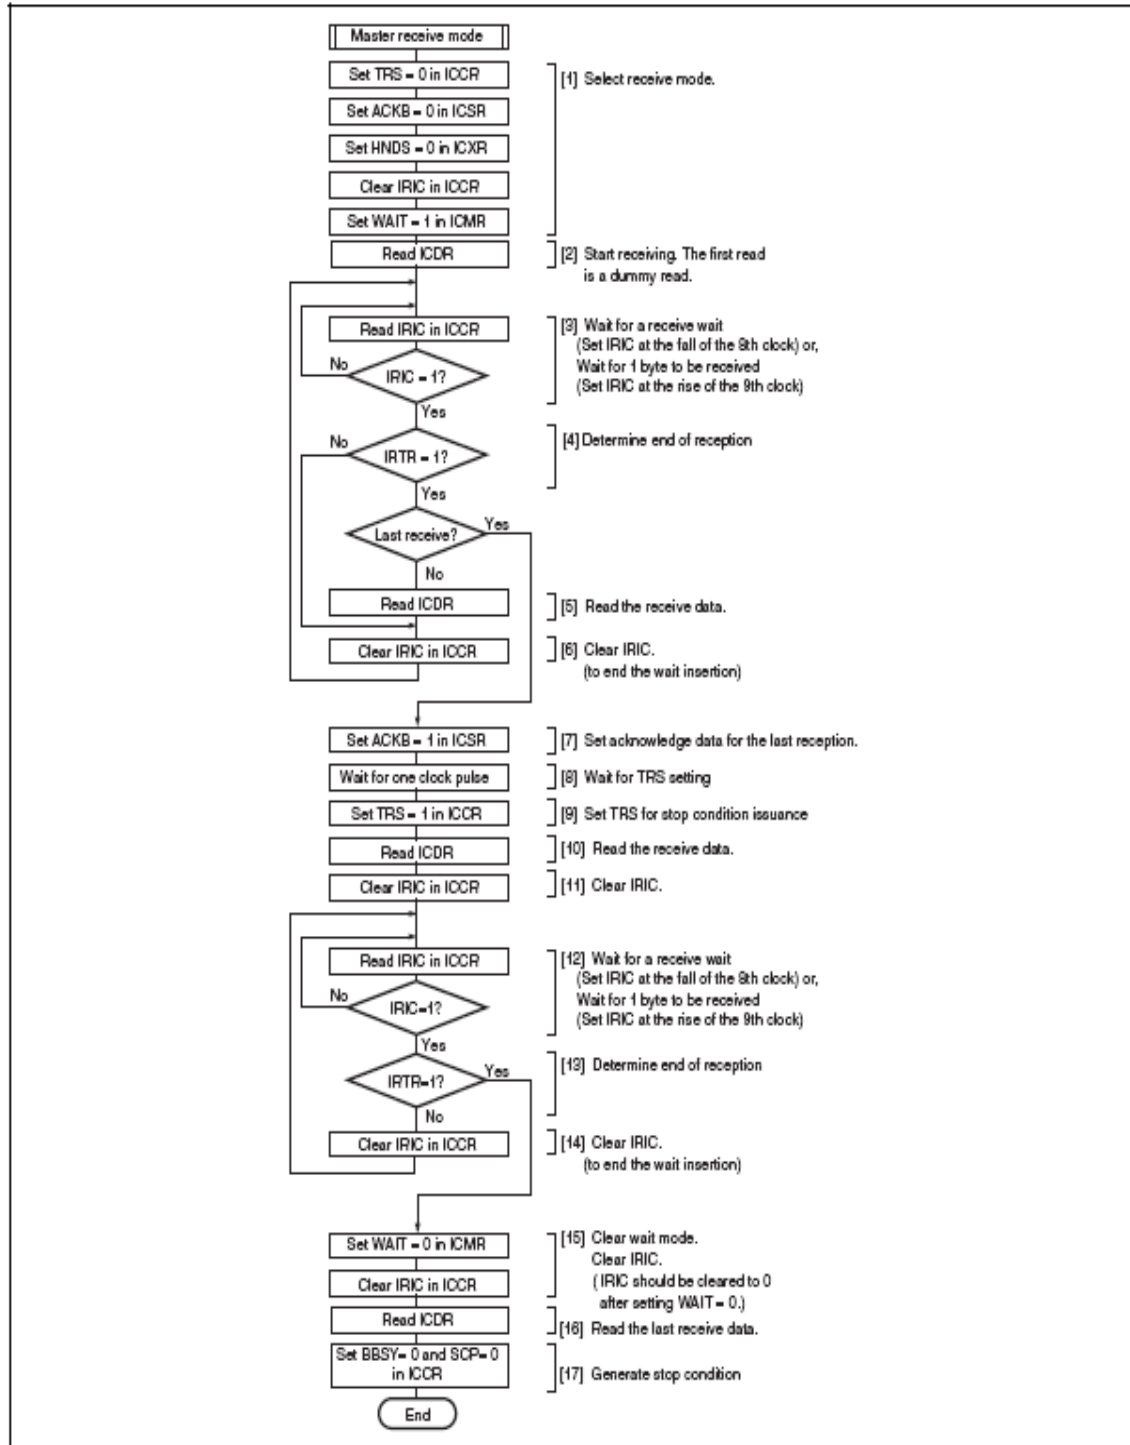 Master receive mode
Set TRS = 0 in ICCR
[1] Select receive mode.
Set ACKB = 0 in ICSR
Set HNDS = 0 in ICXR
Clear IRIC in ICCR
Set WAIT = 1 in ICMR
Read ICDR
[2] Start receiving. The first read
is a dummy read.
Read IRIC in ICCR
[3] Wait for a receive wait
(Set IRIC at the fall of the 8th clock) or,
Wait for 1 byte to be received
(Set IRIC at the rise of the 9th clock)
No
IRIC = 1?
Yes
No
IRTR = 1?
[4] Determine end of reception
Yes
Last receive?
Yes
No
Read ICDR
[5] Read the receive data.
Clear IRIC in ICCR
[6] Clear IRIC.
(to end the wait insertion)
Set ACKB = 1 in ICSR
[7] Set acknowledge data for the last reception.
Wait for one clock pulse
[8] Wait for TRS setting
Set TRS = 1 in ICCR
[9] Set TRS for stop condition issuance
Read ICDR
[10] Read the receive data.
Clear IRIC in ICCR
[11] Clear IRIC.
Read IRIC in ICCR
[12] Wait for a receive wait
(Set IRIC at the fall of the 8th clock) or,
Wait for 1 byte to be received
(Set IRIC at the rise of the 9th clock)
No
IRIC=1?
Yes
IRTR=1?
Yes
[13] Determine end of reception
No
Clear IRIC in ICCR
[14] Clear IRIC.
(to end the wait insertion)
Set WAIT = 0 in ICMR
[15] Clear wait mode.
Clear IRIC.
( IRIC should be cleared to 0
after setting WAIT = 0.)
Clear IRIC in ICCR
Read ICDR
[16] Read the last receive data.
Set BBSY= 0 and SCP= 0
in ICCR
[17] Generate stop condition
End